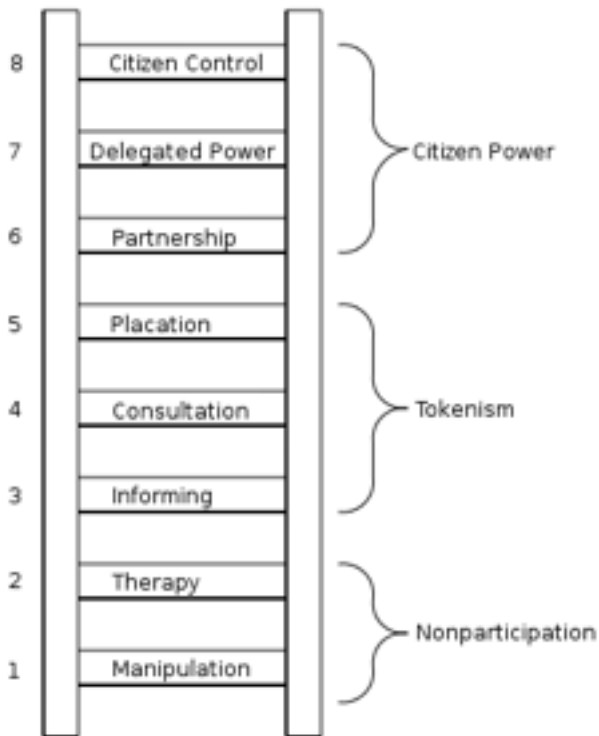 8 Citizen Control
7 Delegated Power
Citizen Power
6 Partnership
5 Placation
4 Consultation
Tokenism
3 Informing
2 Therapy
Nonparticipation
1 Manipulation